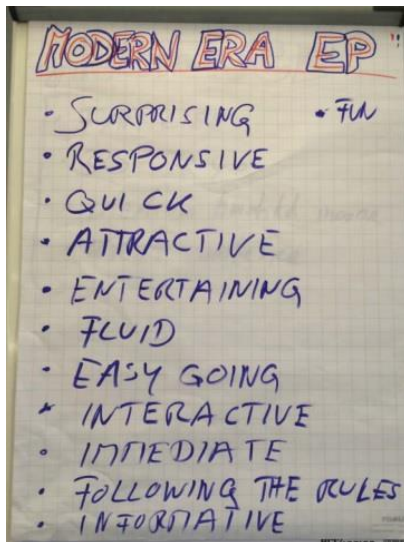 MODERN ERA EP "
• SURPRISING • FUN
• RESPONSIVE
• QUICK
• ATTRACTIVE
• ENTERTAINING
• FLUID
• EASY GOING
• INTERACTIVE
• IMMEDIATE
• FOLLOWING THE RULES
• INFORMATIVE